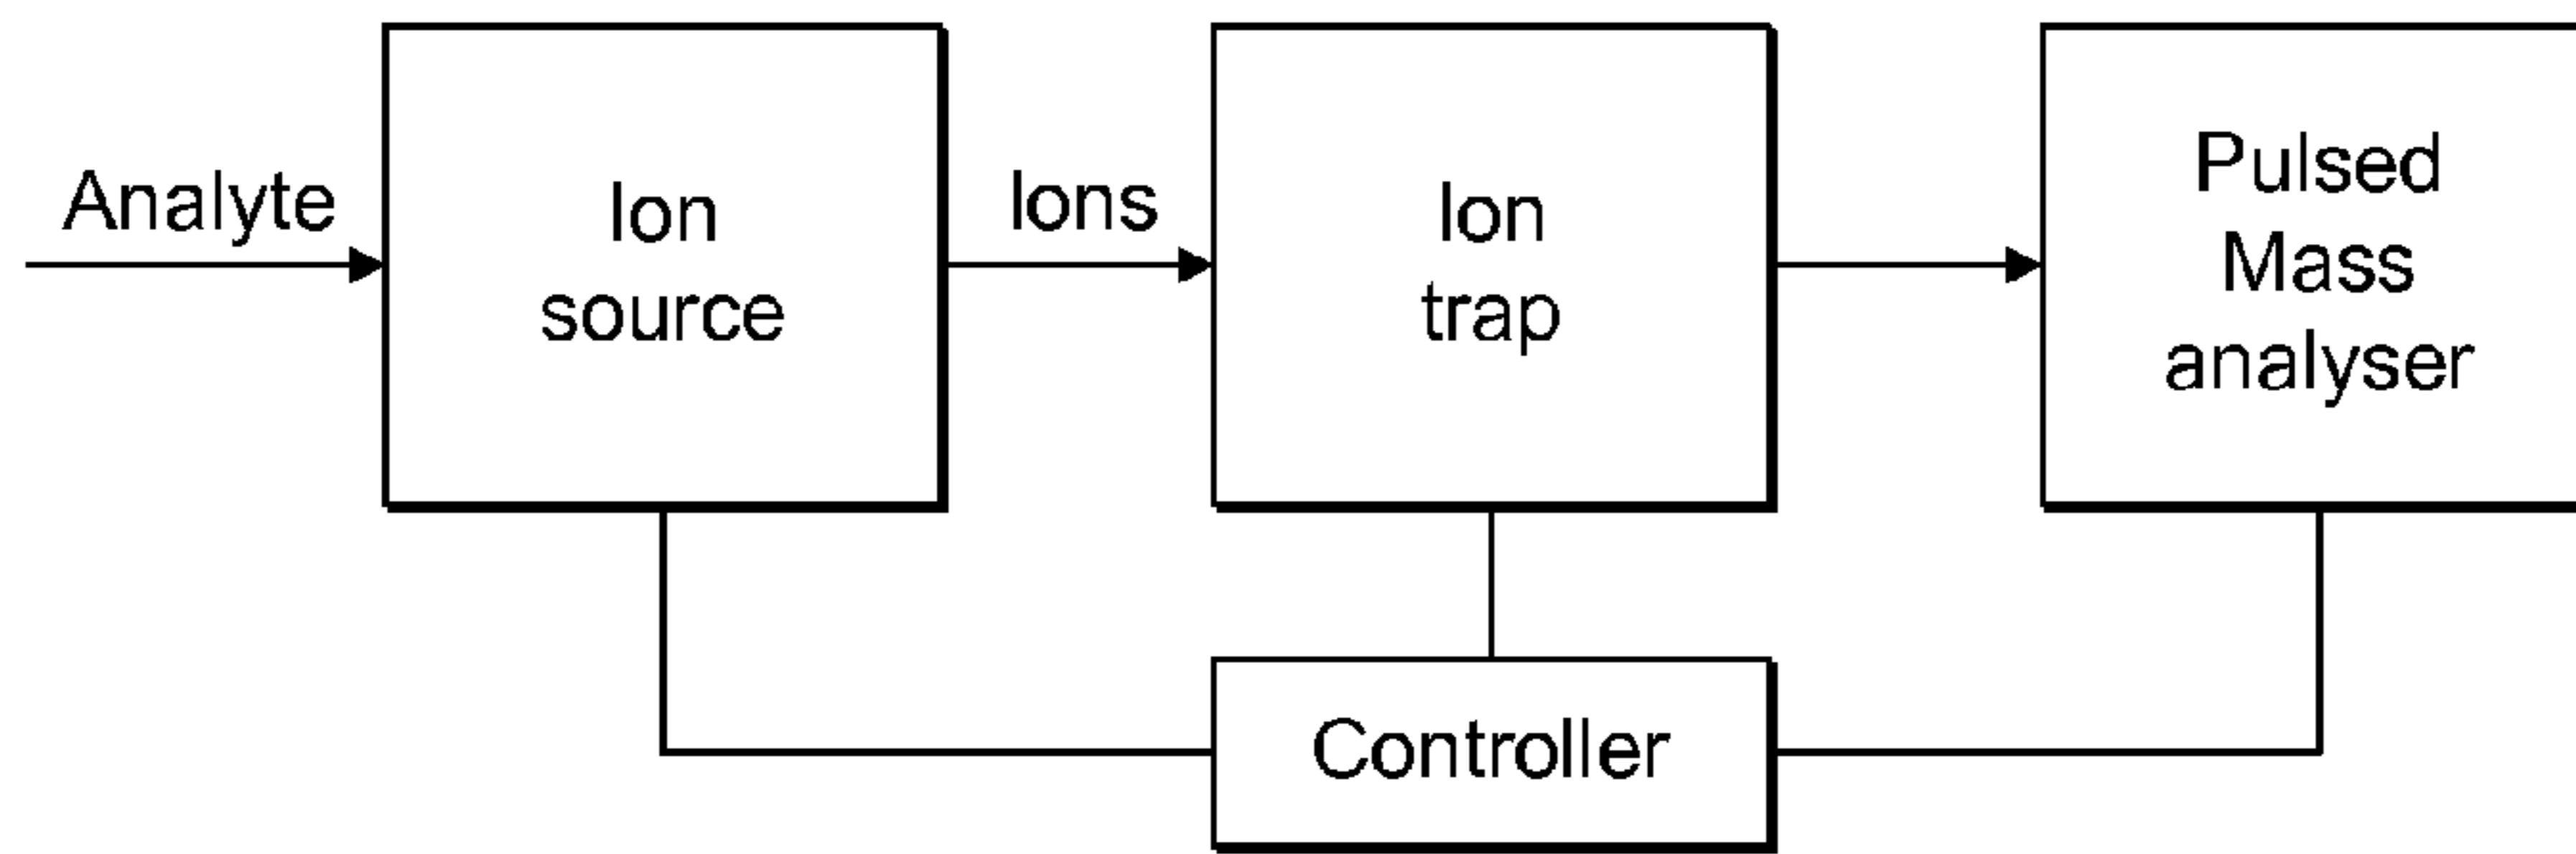 Analyte
Ion
source
Ions
Ion
trap
Pulsed
Mass
analyser
Controller